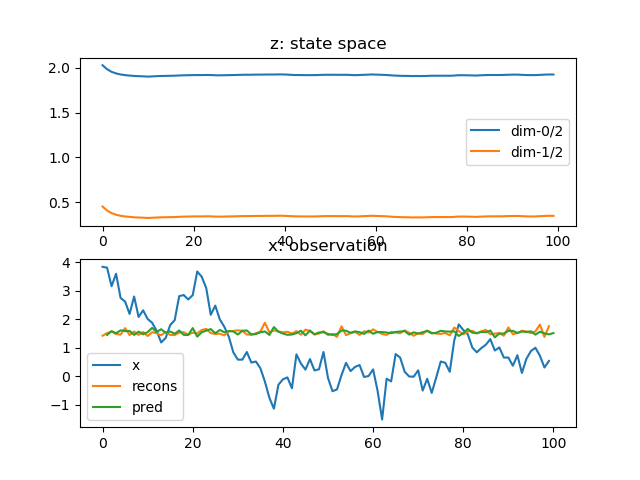 z: state space
2.0
1.5
1.0
0.5
dim-0/2
dim-1/2
0 20 40 60 80 100
x: observation
4
3
2
1
0
−1
x
recons
pred
0 20 40 60 80 100